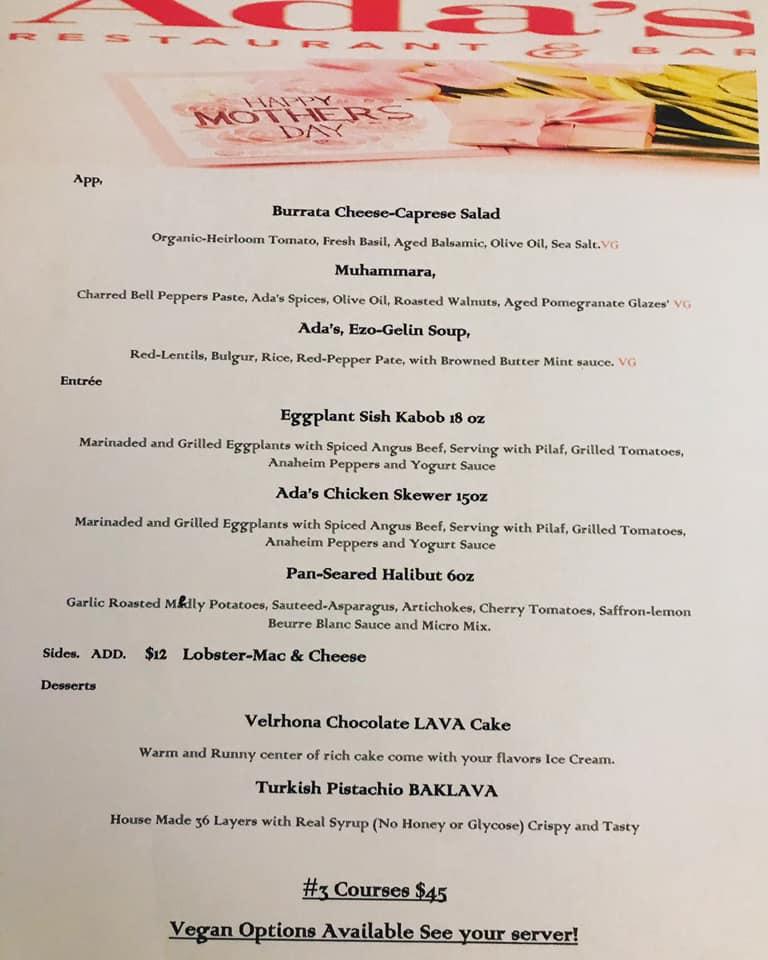 Ada's
RESTAURANT & BAR
HAPPY
MOTHER'S
DAY
App,
Burrata Cheese-Caprese Salad
Organic-Heirloom Tomato, Fresh Basil, Aged Balsamic, Olive Oil, Sea Salt.VG
Muhammara,
Charred Bell Peppers Paste, Ada's Spices, Olive Oil, Roasted Walnuts, Aged Pomegranate Glazes' VG
Ada's, Ezo-Gelin Soup,
Red-Lentils, Bulgur, Rice, Red-Pepper Pate, with Browned Butter Mint sauce. VG
Entrée
Eggplant Sish Kabob 18 oz
Marinaded and Grilled Eggplants with Spiced Angus Beef, Serving with Pilaf, Grilled Tomatoes,
Anaheim Peppers and Yogurt Sauce
Ada's Chicken Skewer 15oz
Marinaded and Grilled Eggplants with Spiced Angus Beef, Serving with Pilaf, Grilled Tomatoes,
Anaheim Peppers and Yogurt Sauce
Pan-Seared Halibut 6oz
Garlic Roasted Potatoes, Sauteed-Asparagus, Artichokes, Cherry Tomatoes, Saffron-lemon
Beurre Blanc Sauce and Micro Mix.
Sides. ADD. $12 Lobster-Mac & Cheese
Desserts
Velrhona Chocolate LAVA Cake
Warm and Runny center of rich cake come with your flavors Ice Cream.
Turkish Pistachio BAKLAVA
House Made 36 Layers with Real Syrup (No Honey or Glycose) Crispy and Tasty
#3 Courses $45
Vegan Options Available See your server!